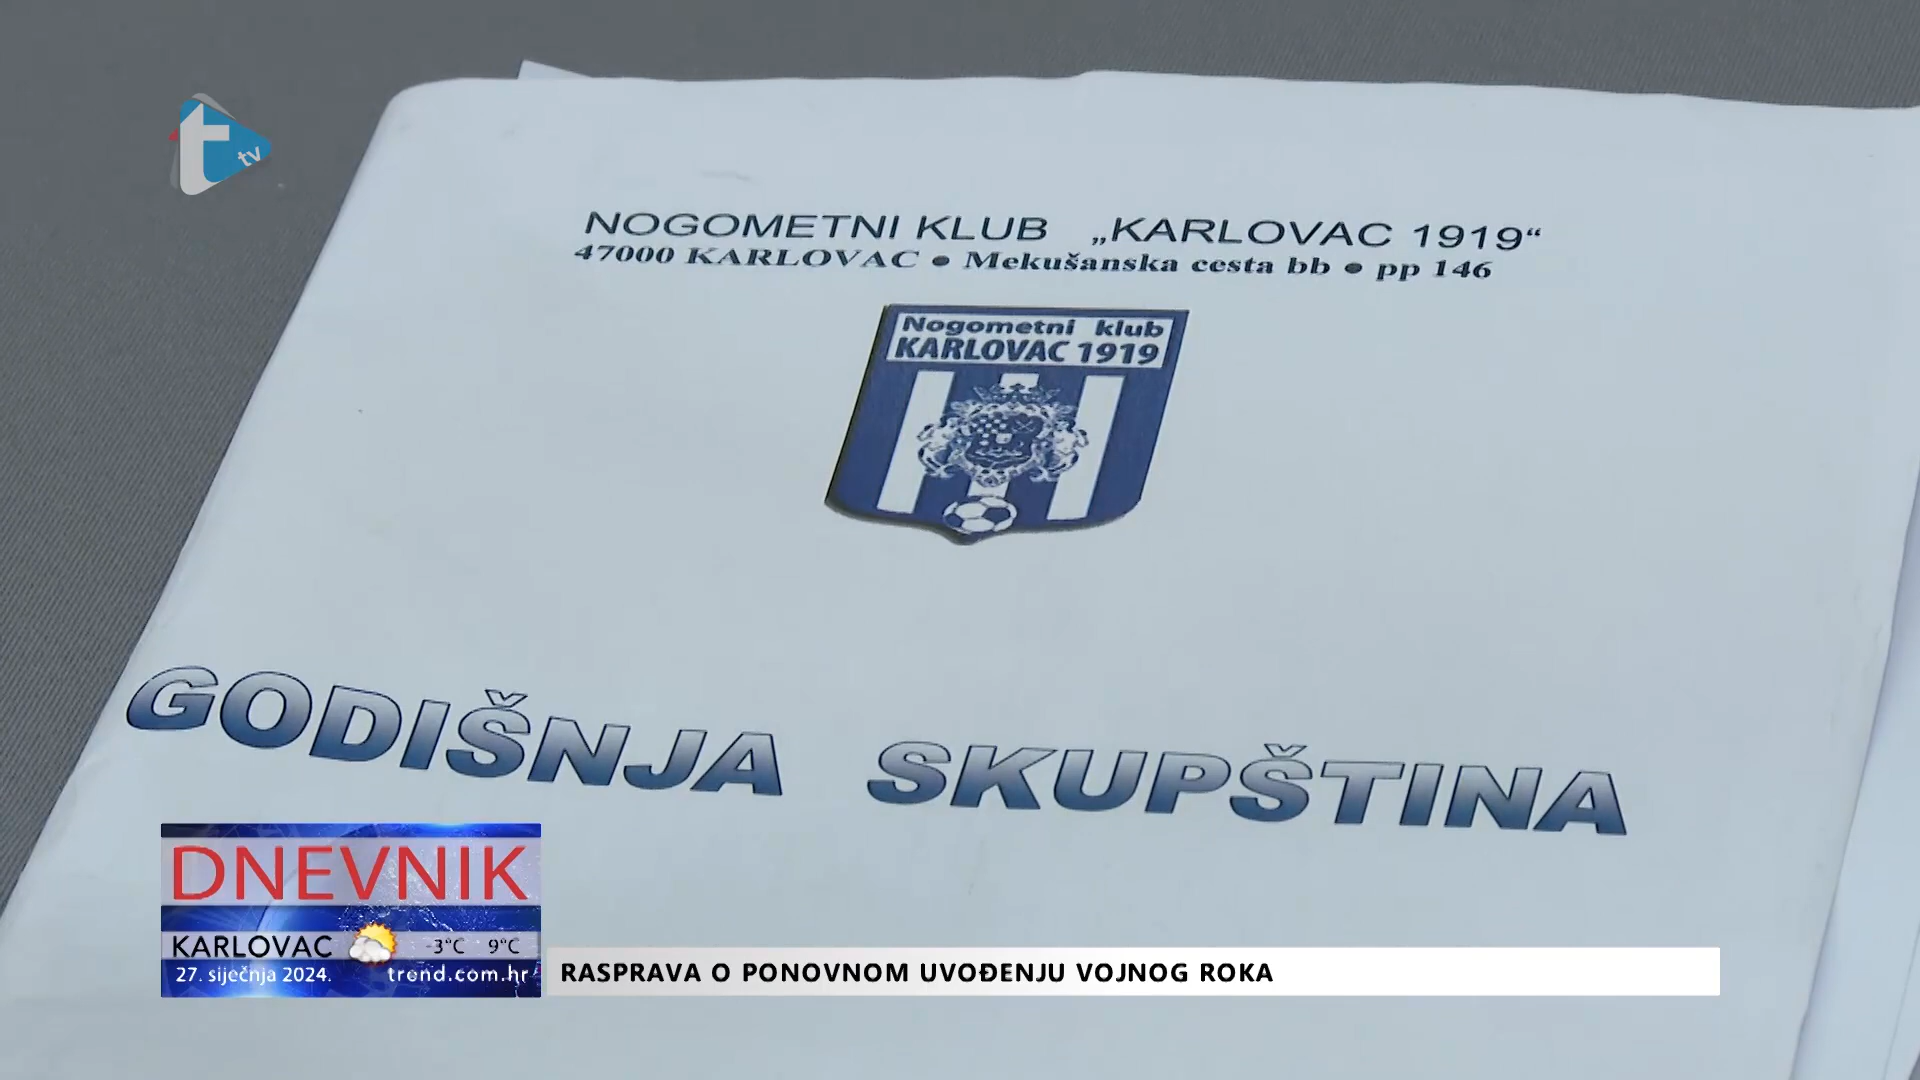 t tv
NOGOMETNI KLUB „KARLOVAC 1919“
47000 KARLOVAC • Mekušanska cesta bb • pp 146
Nogometni klub
KARLOVAC 1919
GODIŠNJA SKUPŠTINA
DNEVNIK
KARLOVAC -3°C 9°C
27. siječnja 2024. trend.com.hr
RASPRAVA O PONOVNOM UVOĐENJU VOJNOG ROKA